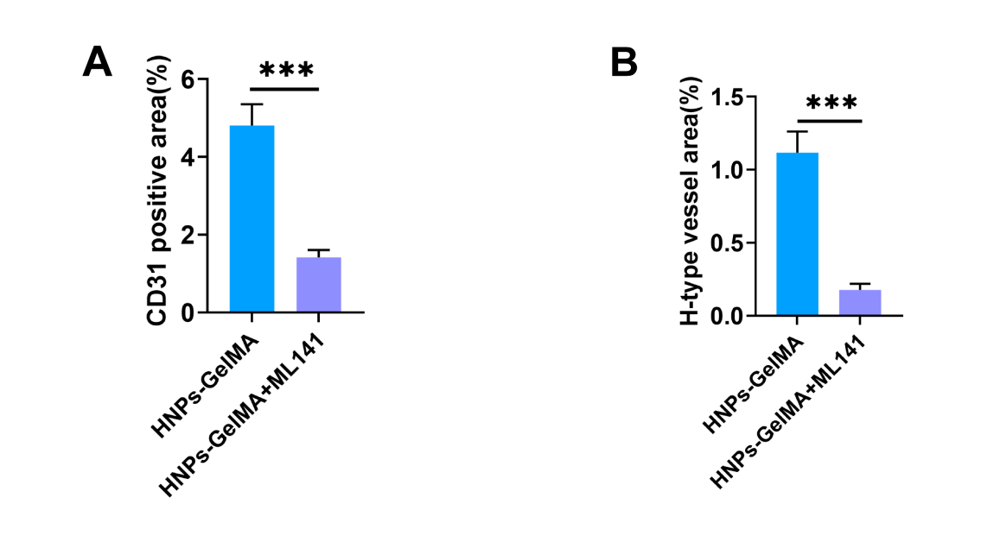 A
CD31 positive area(%)
6
4
2
0
***
HNPs-GelMA
HNPs-GelMA+ML141
B
H-type vessel area(%)
1.5
1.0
0.5
0.0
***
HNPs-GelMA
HNPs-GelMA+ML141